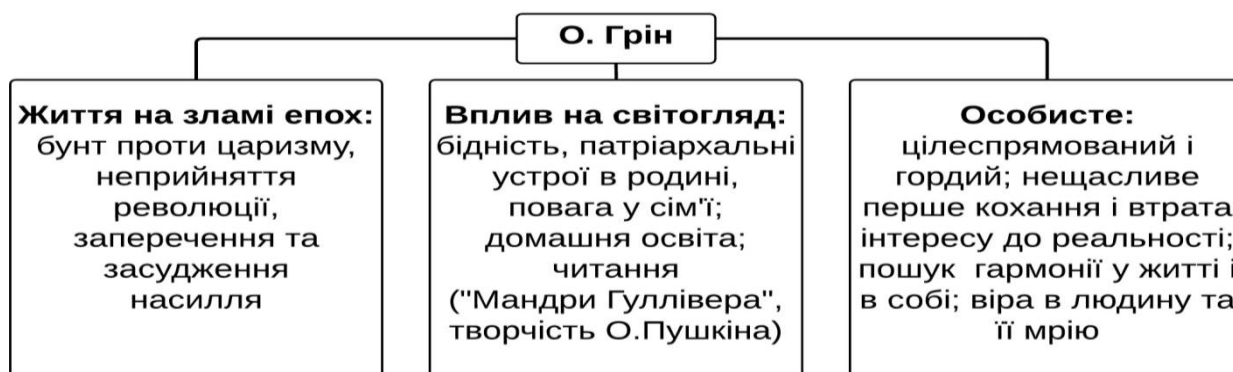 О. Грін
Життя на зламі епох:
бунт проти царизму,
неприйняття
революції,
заперечення та
засудження
насилля
Вплив на світогляд:
бідність, патріархальні
устрої в родині,
повага у сім'ї;
домашня освіта;
читання
("Мандри Гуллівера",
творчість О.Пушкіна)
Особисте:
цілеспрямований і
гордий; нещасливе
перше кохання і втрата
інтересу до реальності;
пошук гармонії у житті і
в собі; віра в людину та
її мрію